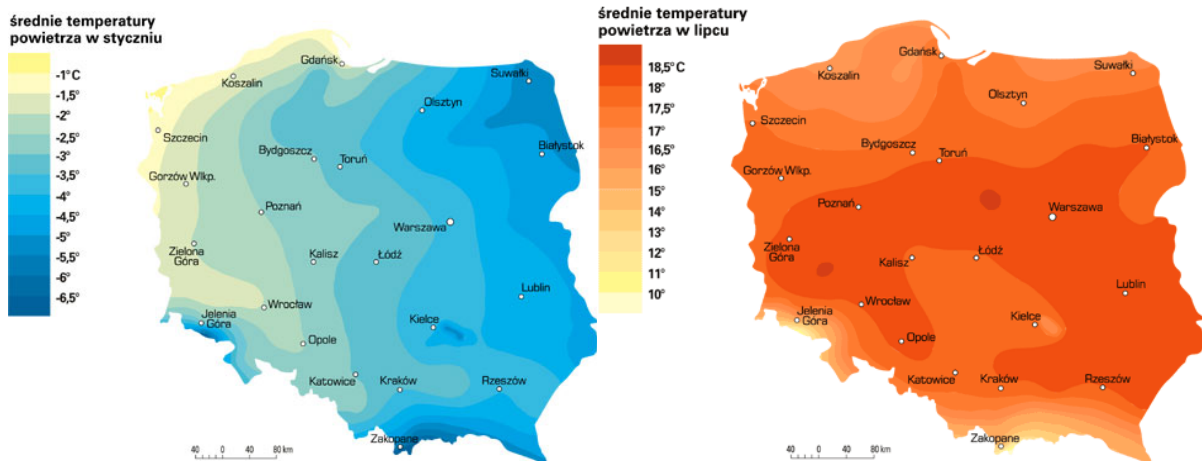 średnie temperatury
powietrza w styczniu
-1°C
-1,5°
-2°
-2,5°
-3°
-3,5°
-4°
-4,5°
-5°
-5°
-6°
-6,5°
Gdańsk
Koszalin
Suwałki
Olsztyn
Szczecin
Bydgoszcz
Toruń
Białystok
Gorzów Wlkp.
Poznań
Warszawa
Zielona
Góra
Kalisz
Łódź
Lublin
Wrocław
Jelenia
Góra
Kielce
Opole
Katowice
Kraków
Rzeszów
Zakopane
40 0 80 km
średnie temperatury
powietrza w lipcu
18,5°C
18°
17,5°
17°
16,5°
16°
15°
14°
13°
12°
11°
10°
Gdańsk
Koszalin
Suwałki
Olsztyn
Szczecin
Bydgoszcz
Toruń
Białystok
Gorzów Wlkp.
Poznań
Warszawa
Zielona
Góra
Kalisz
Łódź
Lublin
Wrocław
Jelenia
Góra
Kielce
Opole
Katowice
Kraków
Rzeszów
Zakopane
40 0 80 km